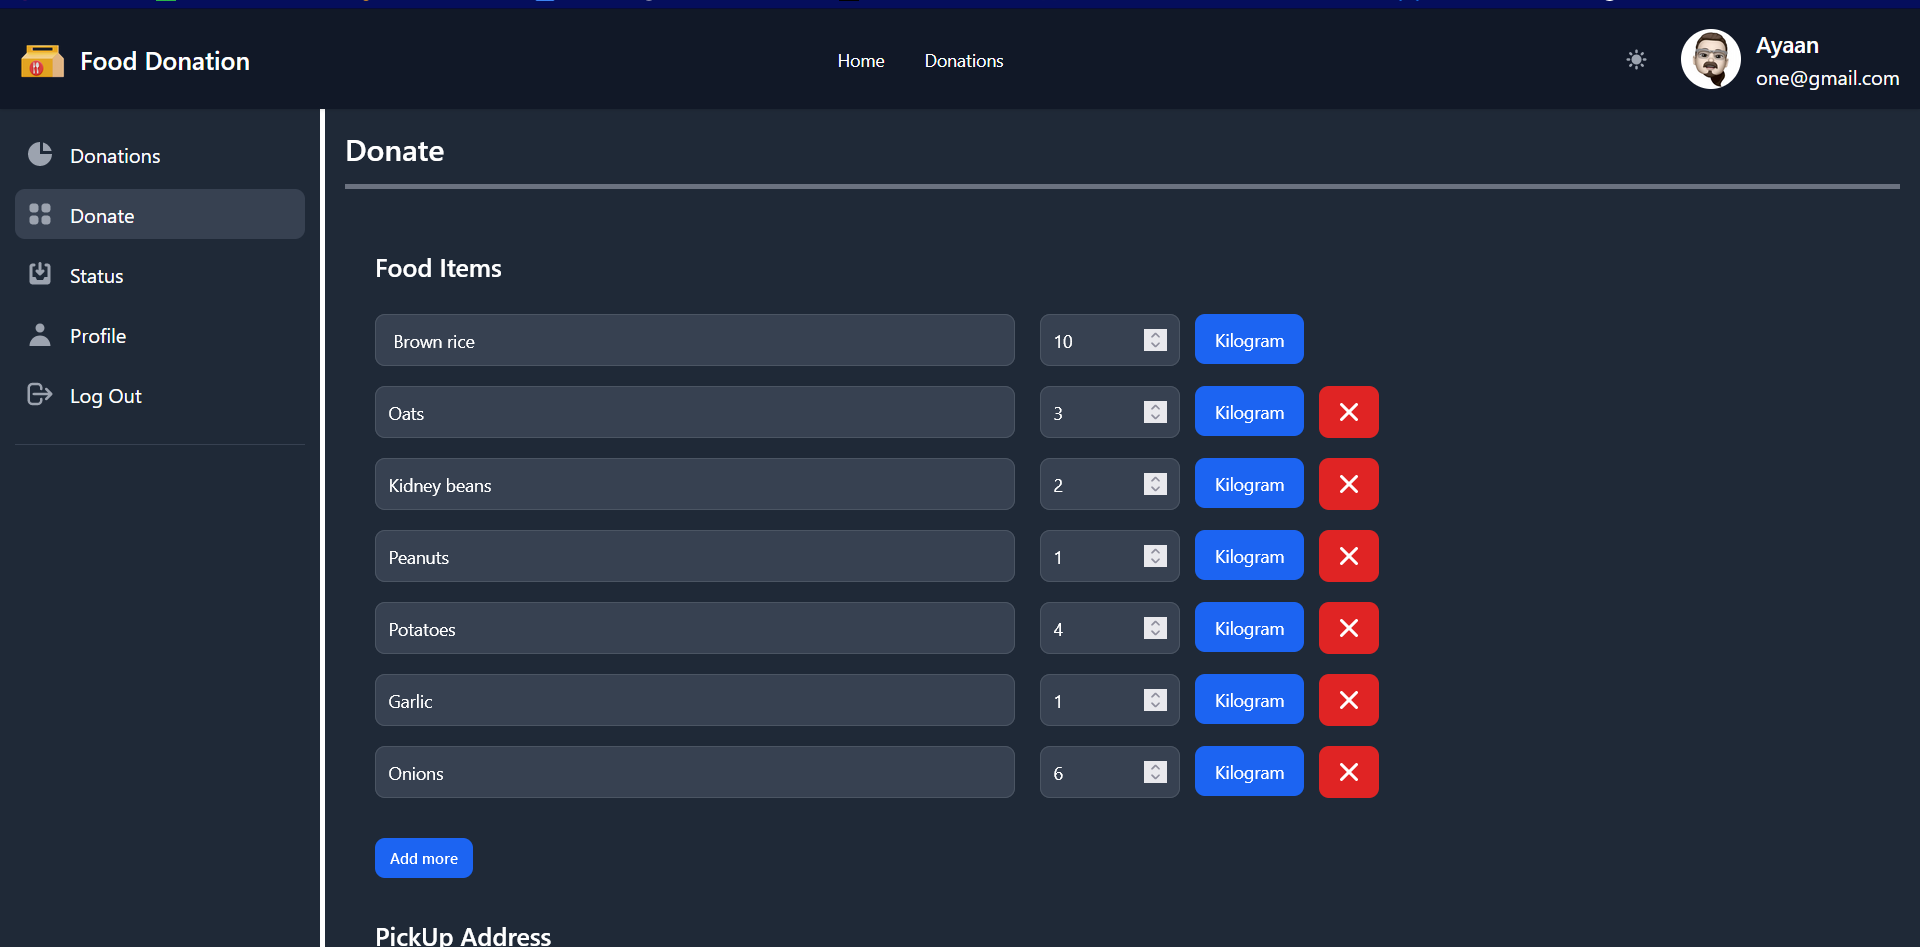 Food Donation
Home Donations
Ayaan
one@gmail.com
Donations
Donate
Status
Profile
Log Out
Donate
Food Items
Brown rice 10 Kilogram
Oats 3 Kilogram
Kidney beans 2 Kilogram
Peanuts 1 Kilogram
Potatoes 4 Kilogram
Garlic 1 Kilogram
Onions 6 Kilogram
Add more
PickUp Address